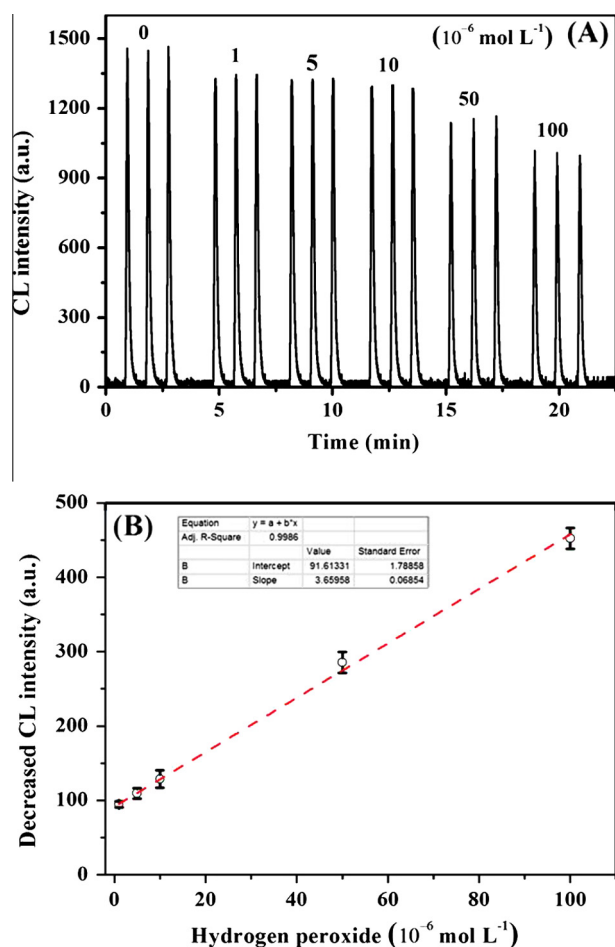 (A)
(10⁻⁶ mol L⁻¹)
0
1
5
10
50
100
CL intensity (a.u.)
1500
1200
900
600
300
0
0 5 10 15 20
Time (min)
(B)
Equation y = a + b*x
Adj. R-Square 0.9986
Value Standard Error
B Intercept 91.61331 1.78858
B Slope 3.65958 0.06854
Decreased CL intensity (a.u.)
500
400
300
200
100
0
0 20 40 60 80 100
Hydrogen peroxide (10⁻⁶ mol L⁻¹)